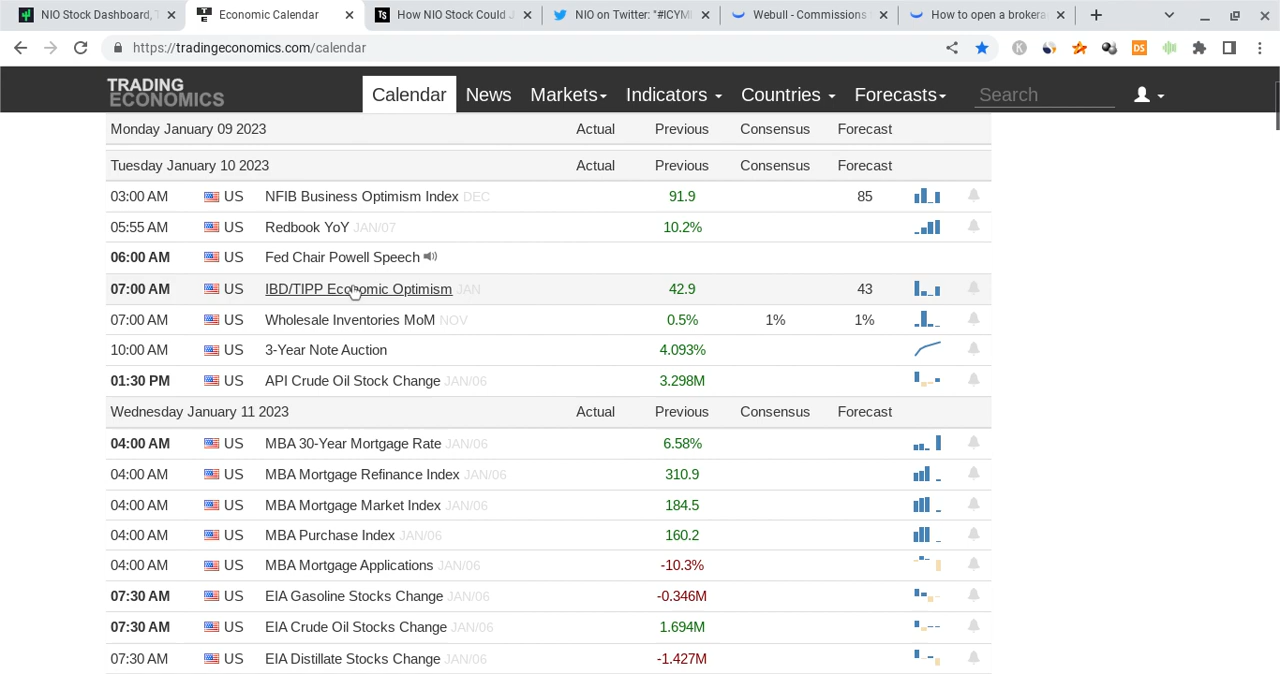 NIO Stock Dashboard, T
Economic Calendar
How NIO Stock Could J
NIO on Twitter: "#ICYMI
Webull - Commissions
How to open a brokera
https://tradingeconomics.com/calendar
K
DS
TRADING
ECONOMICS
Calendar News Markets Indicators Countries Forecasts Search
Monday January 09 2023 Actual Previous Consensus Forecast
Tuesday January 10 2023 Actual Previous Consensus Forecast
03:00 AM US NFIB Business Optimism Index DEC 91.9 85
05:55 AM US Redbook YoY JAN/07 10.2%
06:00 AM US Fed Chair Powell Speech
07:00 AM US IBD/TIPP Economic Optimism JAN 42.9 43
07:00 AM US Wholesale Inventories MoM NOV 0.5% 1% 1%
10:00 AM US 3-Year Note Auction 4.093%
01:30 PM US API Crude Oil Stock Change JAN/06 3.298M
Wednesday January 11 2023 Actual Previous Consensus Forecast
04:00 AM US MBA 30-Year Mortgage Rate JAN/06 6.58%
04:00 AM US MBA Mortgage Refinance Index JAN/06 310.9
04:00 AM US MBA Mortgage Market Index JAN/06 184.5
04:00 AM US MBA Purchase Index JAN/06 160.2
04:00 AM US MBA Mortgage Applications JAN/06 -10.3%
07:30 AM US EIA Gasoline Stocks Change JAN/06 -0.346M
07:30 AM US EIA Crude Oil Stocks Change JAN/06 1.694M
07:30 AM US EIA Distillate Stocks Change JAN/06 -1.427M